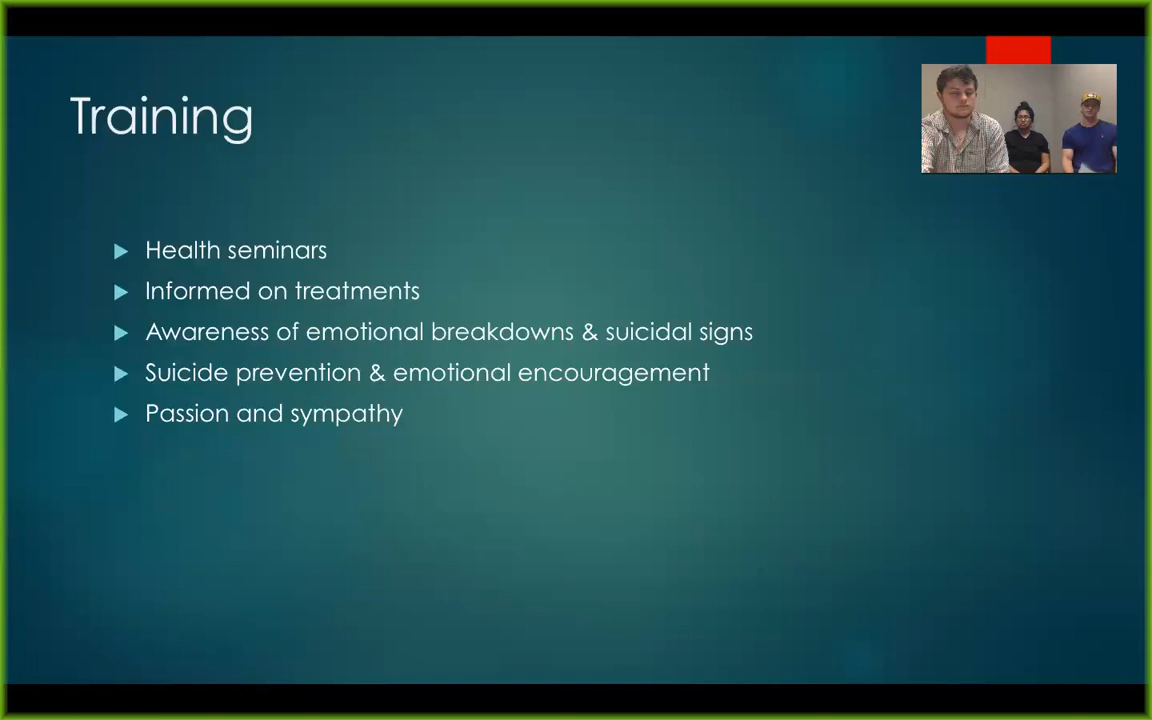 Training
Health seminars
Informed on treatments
Awareness of emotional breakdowns & suicidal signs
Suicide prevention & emotional encouragement
Passion and sympathy